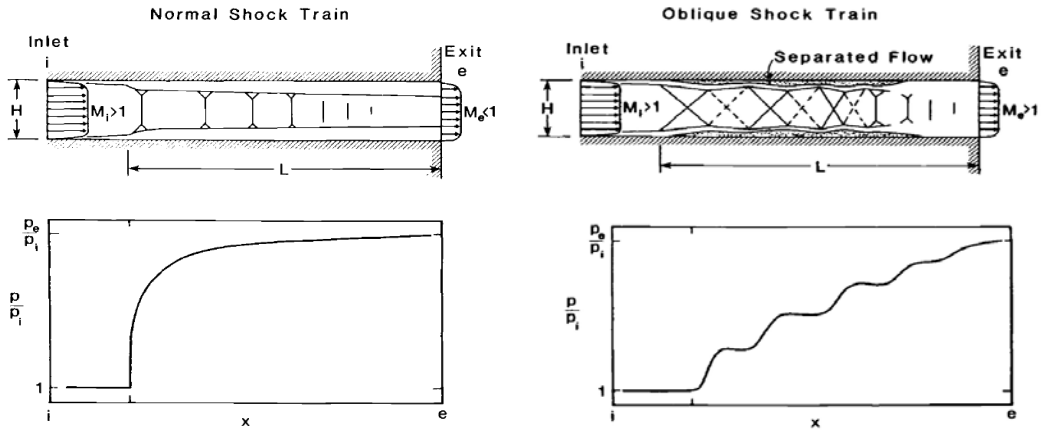 Normal Shock Train
Inlet
i
Exit
e
H
Mi>1
Me<1
L
pe/pi
p/pi
1
i
x
e
Oblique Shock Train
Inlet
i
Separated Flow
Exit
e
H
Mi>1
Me>1
L
pe/pi
p/pi
1
i
x
e